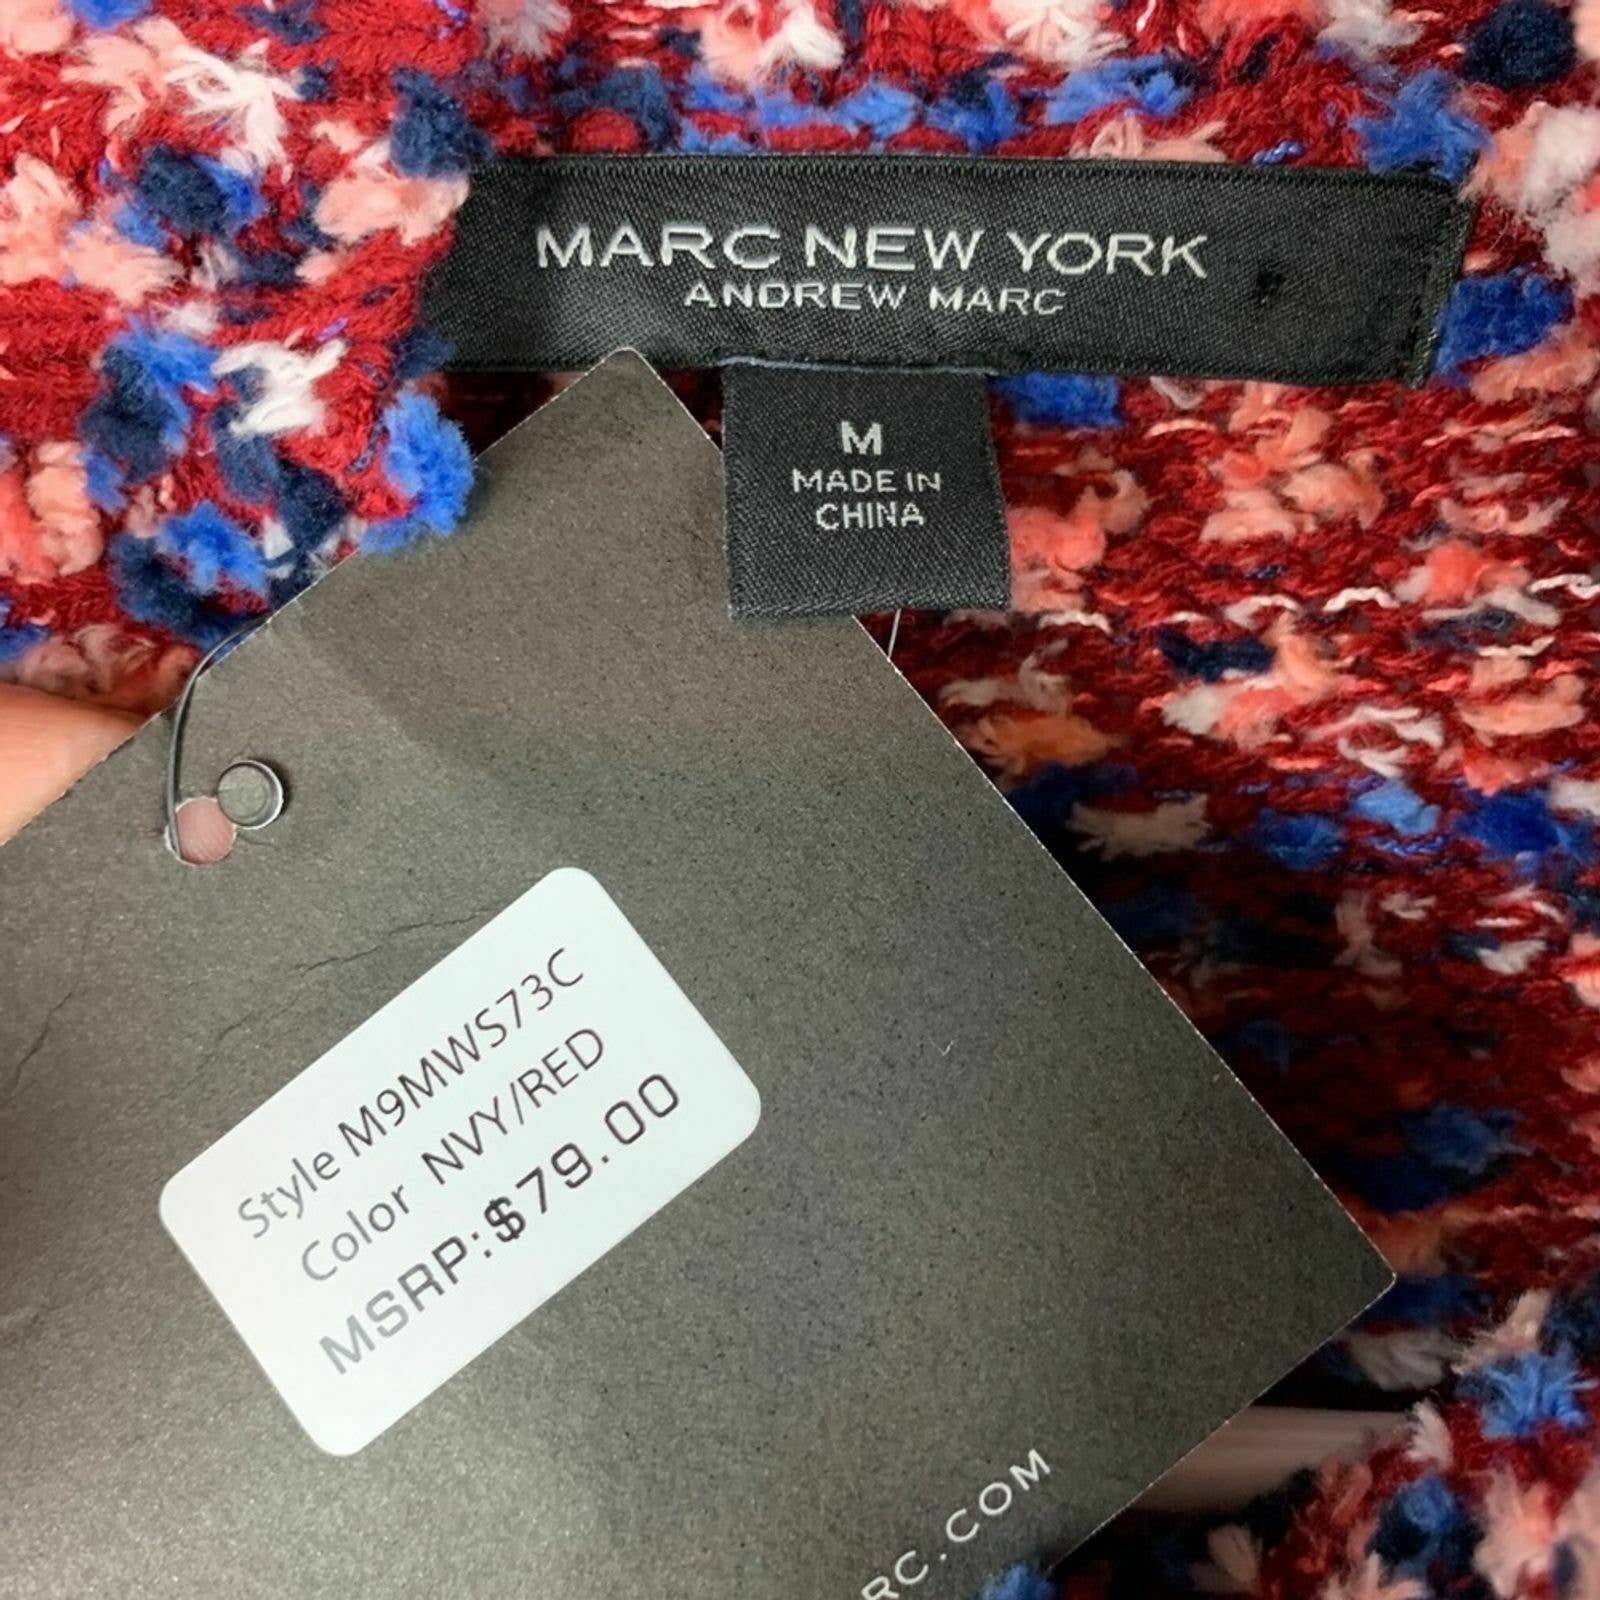 MARC NEW YORK
ANDREW MARC
M
MADE IN
CHINA
Style M9MWS73C
Color NVY/RED
MSRP:$79.00
RC.COM